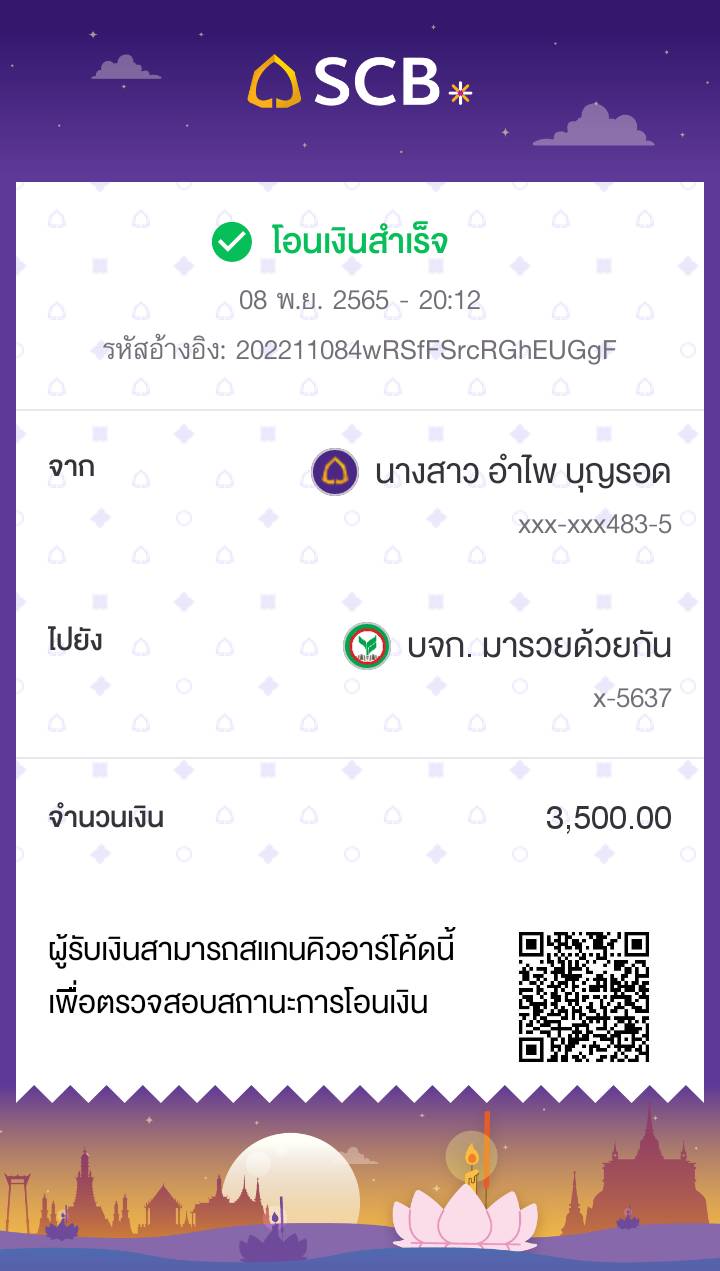 SCB
โอนเงินสำเร็จ
08 พ.ย. 2565 - 20:12
รหัสอ้างอิง: 202211084wRSfFSrcRGhEUGgF
จาก
นางสาว อำไพ บุญรอด
xxx-xxx483-5
ไปยัง
บจก. มารวยด้วยกัน
x-5637
จำนวนเงิน
3,500.00
ผู้รับเงินสามารถสแกนคิวอาร์โค้ดนี้
เพื่อตรวจสอบสถานะการโอนเงิน